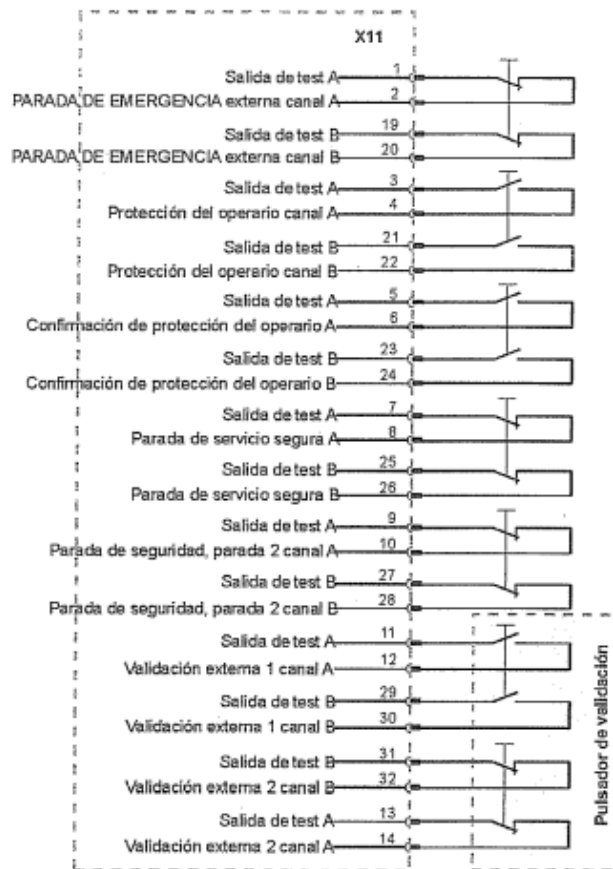 X11
Salida de test A 1
PARADA DE EMERGENCIA externa canal A 2
Salida de test B 19
PARADA DE EMERGENCIA externa canal B 20
Salida de test A 3
Protección del operario canal A 4
Salida de test B 21
Protección del operario canal B 22
Salida de test A 5
Confirmación de protección del operario A 6
Salida de test B 23
Confirmación de protección del operario B 24
Salida de test A 7
Parada de servicio segura A 8
Salida de test B 25
Parada de servicio segura B 26
Salida de test A 9
Parada de seguridad, parada 2 canal A 10
Salida de test B 27
Parada de seguridad, parada 2 canal B 28
Salida de test A 11
Validación externa 1 canal A 12
Salida de test B 29
Validación externa 1 canal B 30
Salida de test B 31
Validación externa 2 canal B 32
Salida de test A 13
Validación externa 2 canal A 14
Pulsador de validación